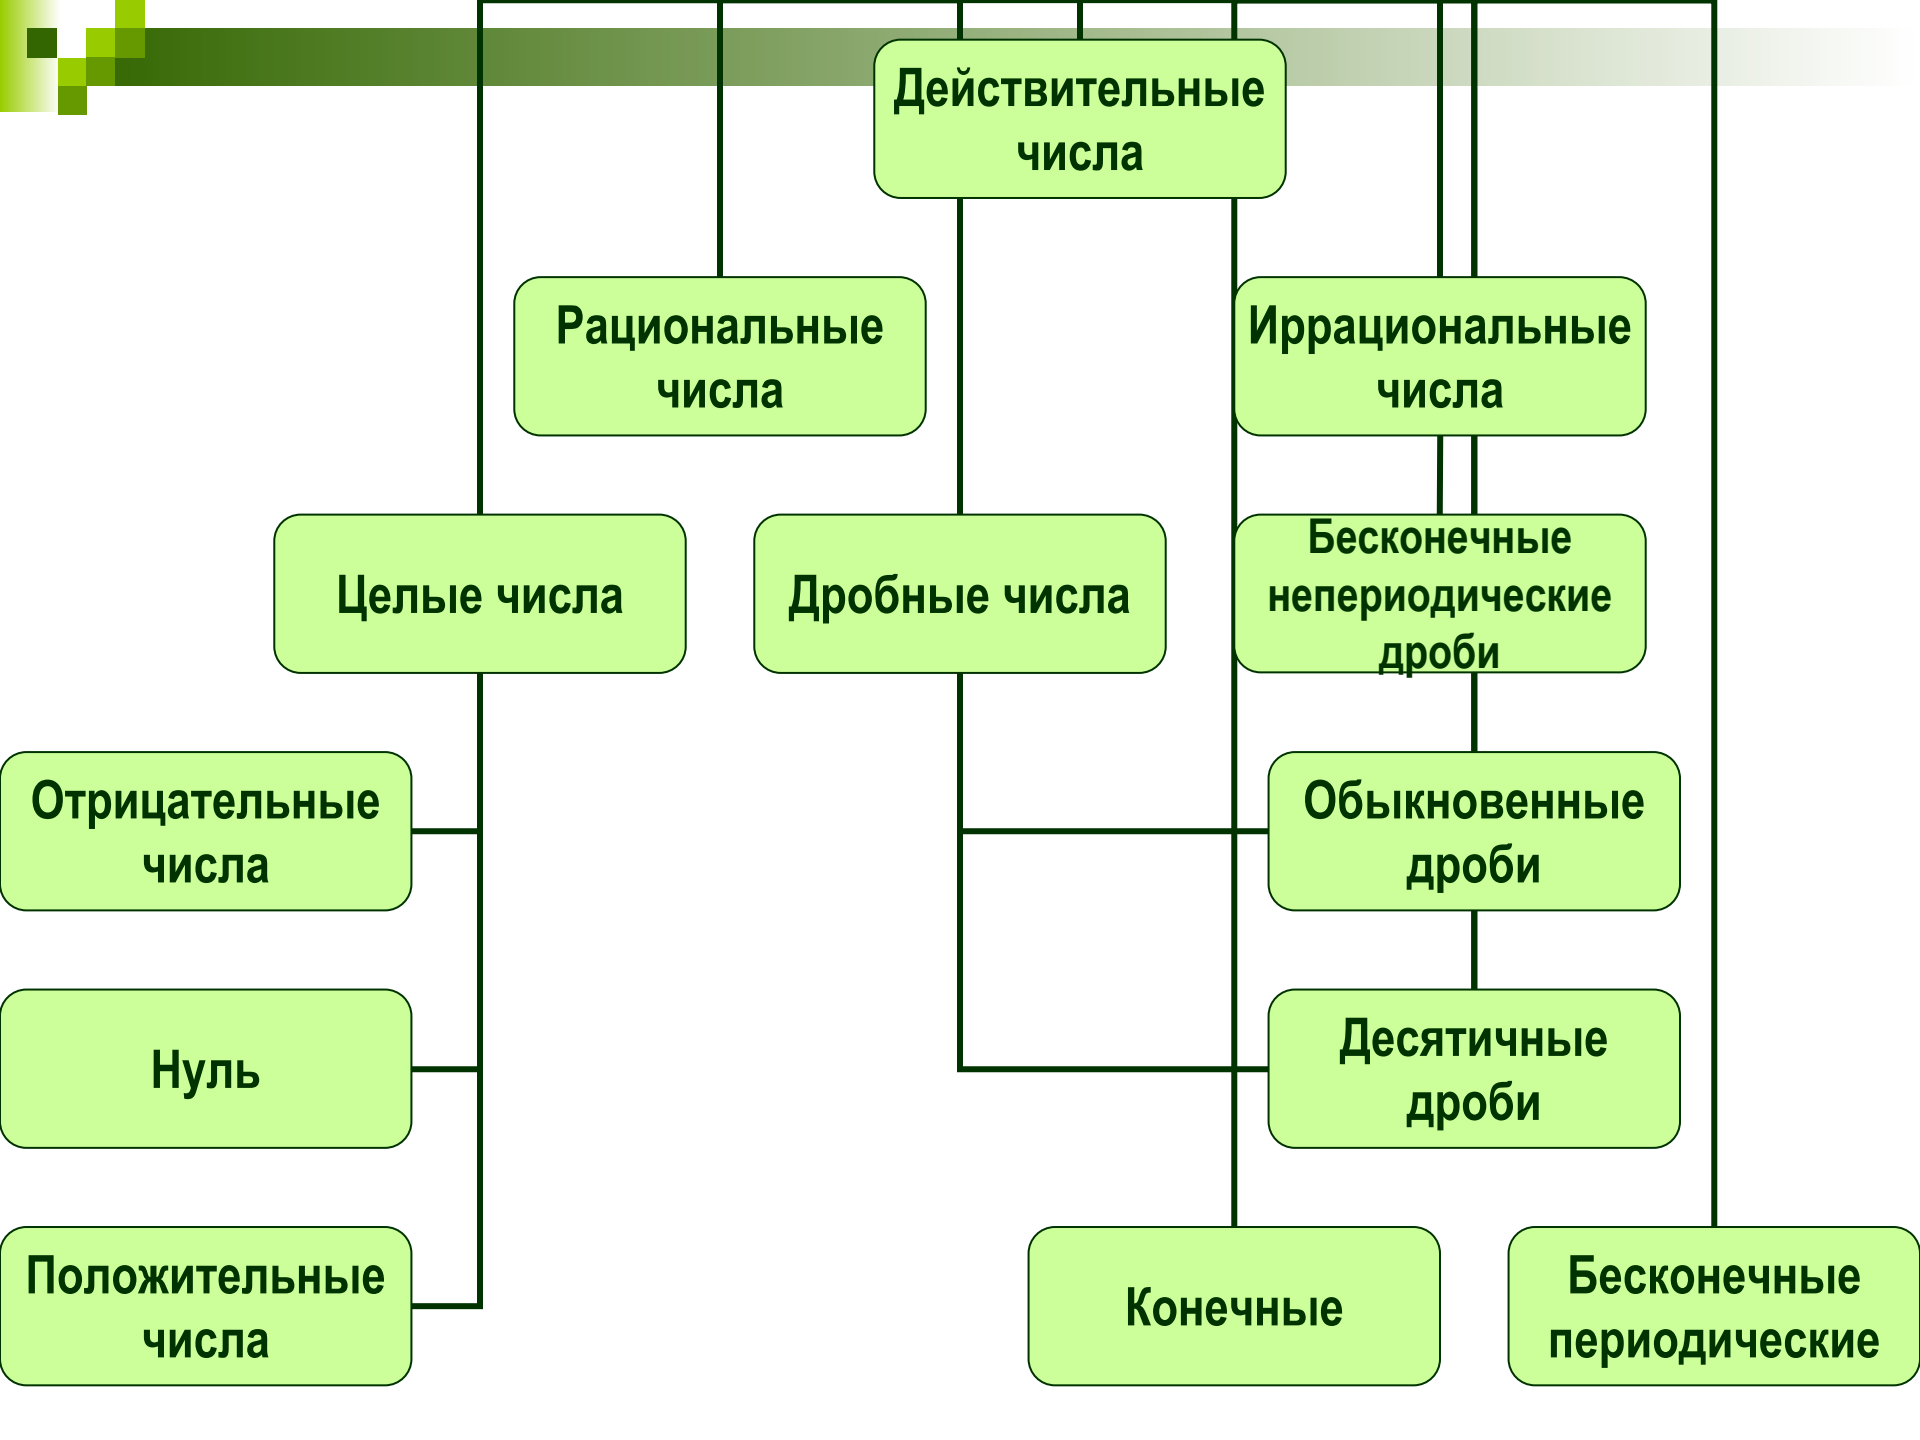 Действительные
числа
Рациональные
числа
Иррациональные
числа
Целые числа
Дробные числа
Бесконечные
непериодические
дроби
Отрицательные
числа
Обыкновенные
дроби
Нуль
Десятичные
дроби
Положительные
числа
Конечные
Бесконечные
периодические